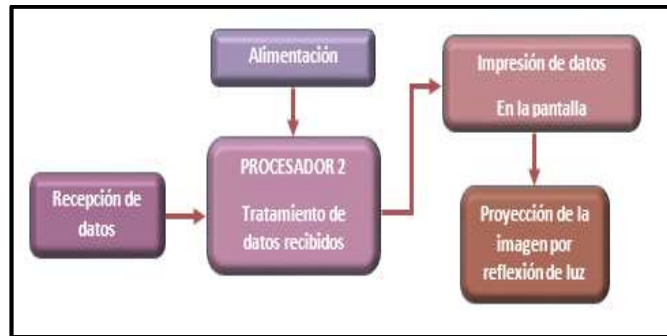 Alimentación
Impresión de datos
En la pantalla
PROCESADOR 2
Tratamiento de
datos recibidos
Recepción de
datos
Proyección de la
imagen por
reflexión de luz